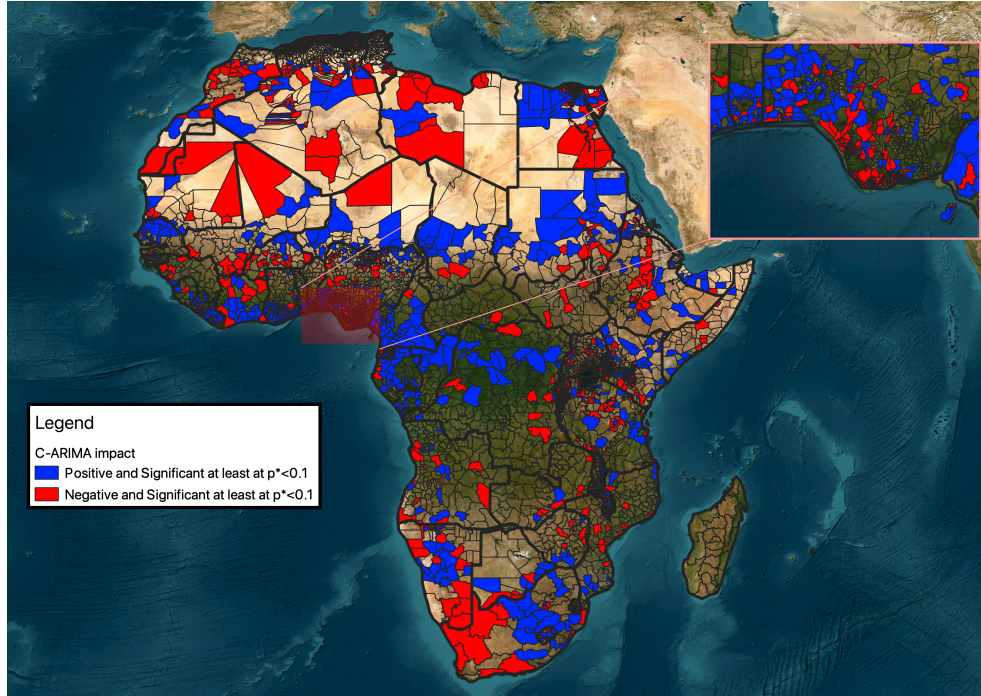 Legend
C-ARIMA impact
Positive and Significant at least at p*<0.1
Negative and Significant at least at p*<0.1